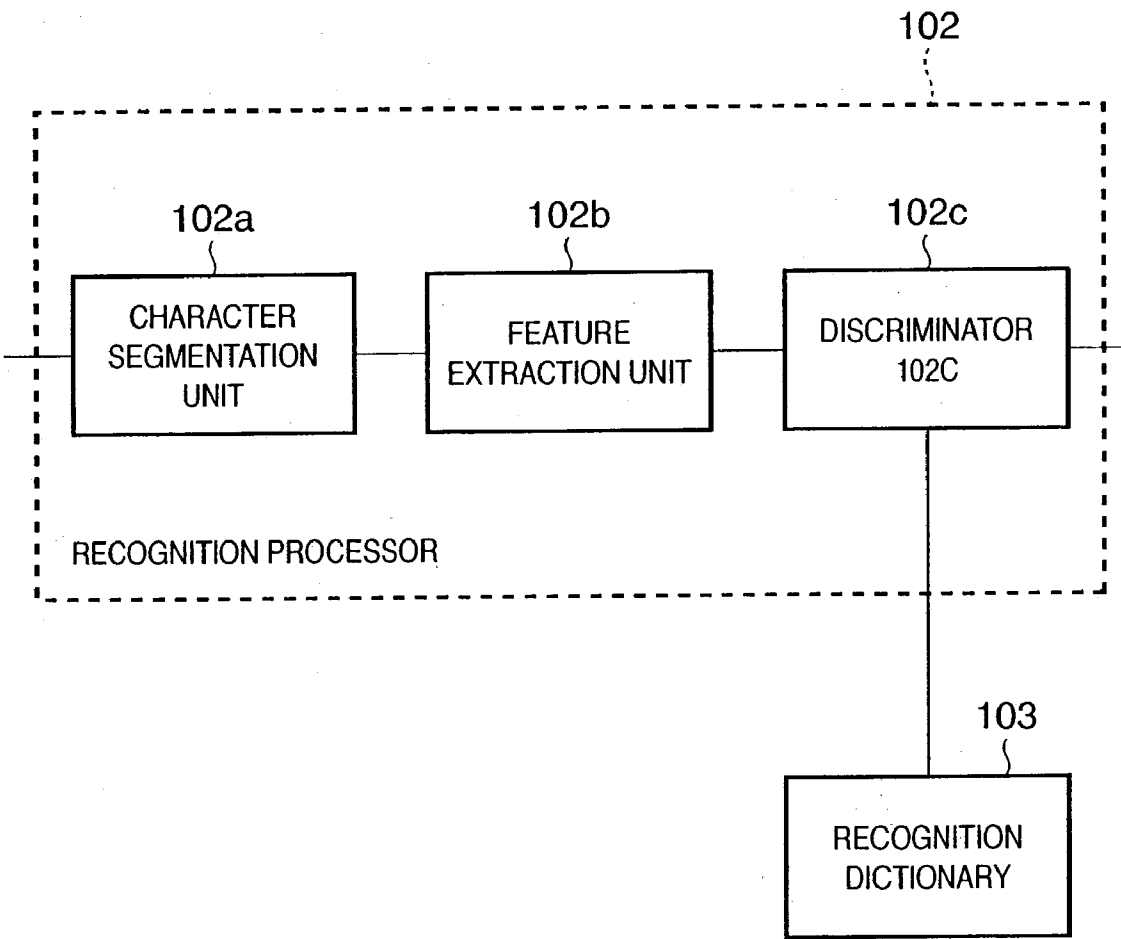 102
102a
102b
102c
CHARACTER
SEGMENTATION
UNIT
FEATURE
EXTRACTION UNIT
DISCRIMINATOR
102C
RECOGNITION PROCESSOR
103
RECOGNITION
DICTIONARY